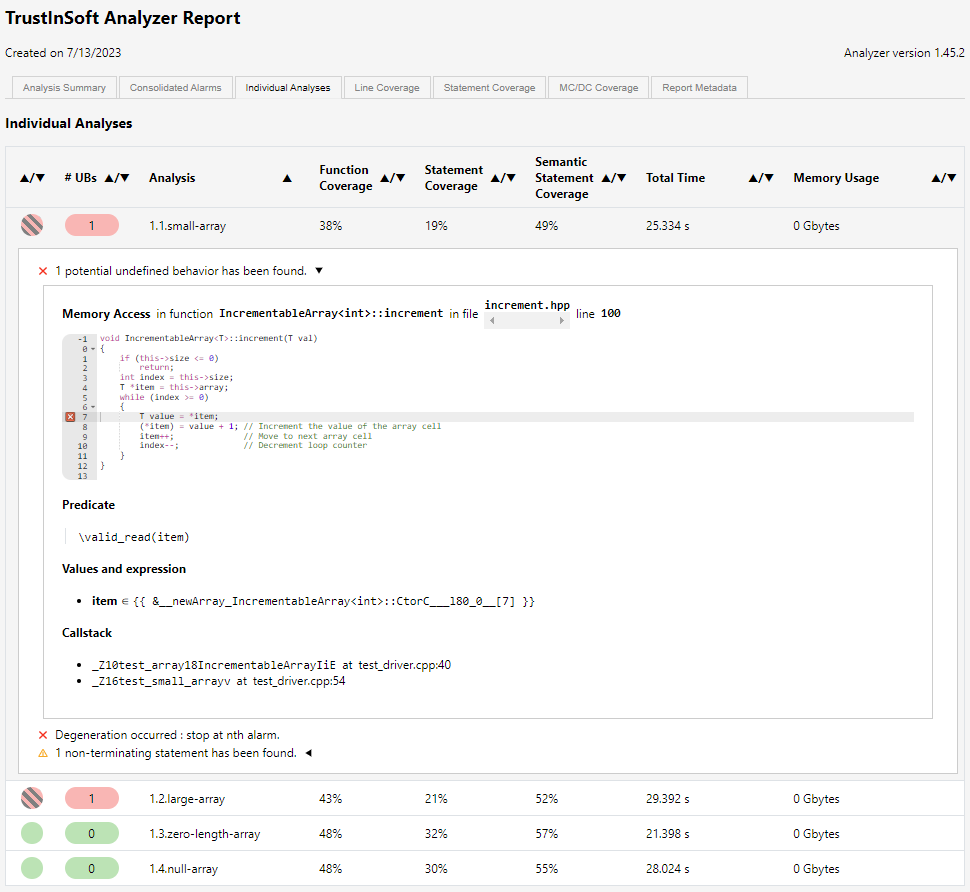 TrustInSoft Analyzer Report
Created on 7/13/2023 Analyzer version 1.45.2
Analysis Summary Consolidated Alarms Individual Analyses Line Coverage Statement Coverage MC/DC Coverage Report Metadata
Individual Analyses
▲/▼ # UBs ▲/▼ Analysis ▲ Function Coverage ▲/▼ Statement Coverage ▲/▼ Semantic Statement Coverage ▲/▼ Total Time ▲/▼ Memory Usage ▲/▼
1 1.1.small-array 38% 19% 49% 25.334 s 0 Gbytes
1 potential undefined behavior has been found. ▼
Memory Access in function IncrementableArray<int>::increment in file increment.hpp line 100
-1 void IncrementableArray<T>::increment(T val)
0 {
1 if (this->size <= 0)
2 return;
3 int index = this->size;
4 T *item = this->array;
5 while (index >= 0)
6 {
7 T value = *item;
8 (*item) = value + 1; // Increment the value of the array cell
9 item++; // Move to next array cell
10 index--; // Decrement loop counter
11 }
12 }
13
Predicate
\valid_read(item)
Values and expression
• item ∈ {{ &__newArray_IncrementableArray<int>::CtorC___l80_0__[7] }}
Callstack
• _Z10test_array18IncrementableArrayIiE at test_driver.cpp:40
• _Z16test_small_arrayv at test_driver.cpp:54
Degeneration occurred : stop at nth alarm.
1 non-terminating statement has been found. ◀
1 1.2.large-array 43% 21% 52% 29.392 s 0 Gbytes
0 1.3.zero-length-array 48% 32% 57% 21.398 s 0 Gbytes
0 1.4.null-array 48% 30% 55% 28.024 s 0 Gbytes